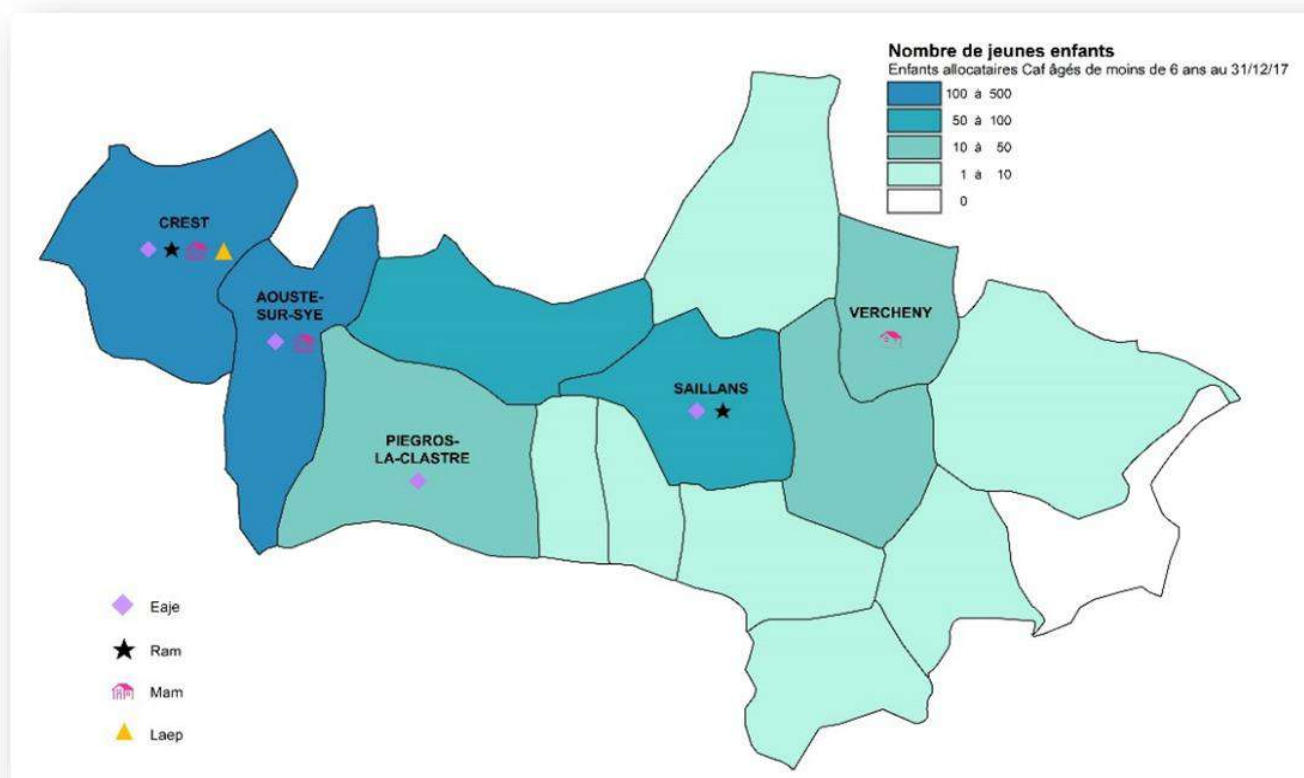 Nombre de jeunes enfants
Enfants allocataires Caf âgés de moins de 6 ans au 31/12/17
100 à 500
50 à 100
10 à 50
1 à 10
0
CREST
AOUSTE-
SUR-SYE
VERCHENY
SAILLANS
PIEGROS-
LA-CLASTRE
Eaje
Ram
Mam
Laep